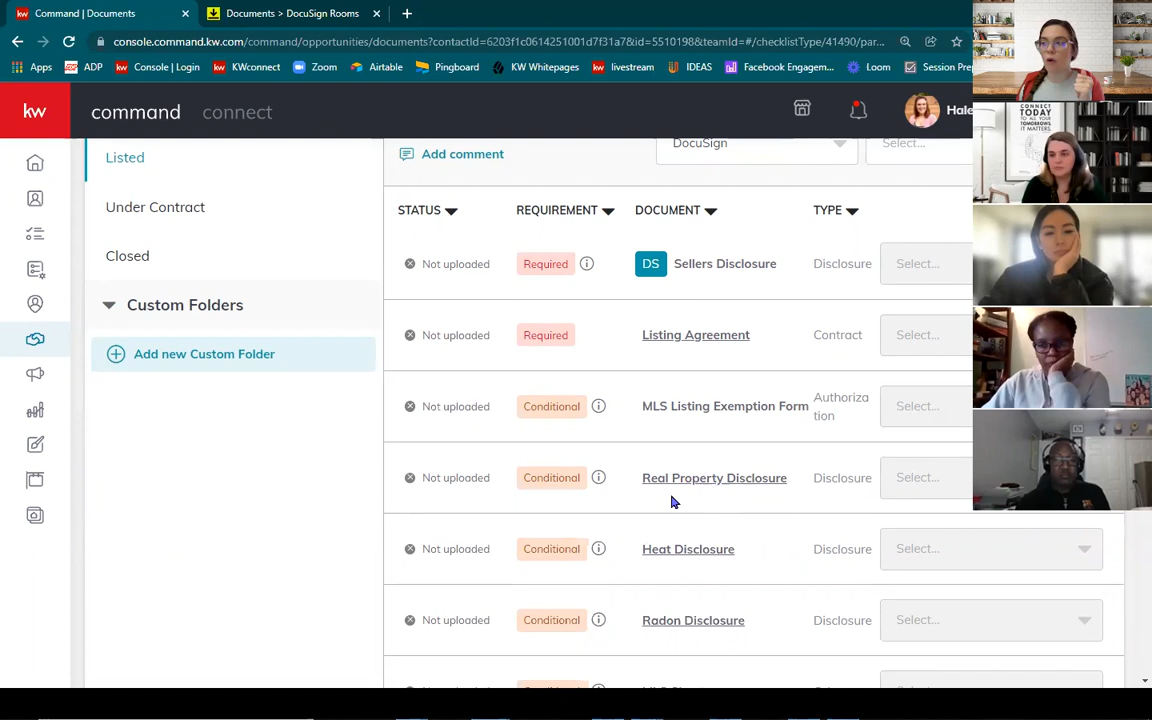 Command | Documents
Documents > DocuSign Rooms
console.command.kw.com/command/opportunities/documents?contactId=6203f1c0614251001d7f31a7&id=5510198&teamId=#/checklistType/41490/par...
Apps
ADP
Console | Login
KWconnect
Zoom
Airtable
Pingboard
KW Whitepages
livestream
IDEAS
Facebook Engagem...
Loom
Session Pre
kw
command
connect
Hale
Listed
Under Contract
Closed
Custom Folders
Add new Custom Folder
Add comment
DocuSign
Select...
STATUS
REQUIREMENT
DOCUMENT
TYPE
Not uploaded
Required
DS
Sellers Disclosure
Disclosure
Select...
Not uploaded
Required
Listing Agreement
Contract
Select...
Not uploaded
Conditional
MLS Listing Exemption Form
Authoriza
tion
Select...
Not uploaded
Conditional
Real Property Disclosure
Disclosure
Select...
Not uploaded
Conditional
Heat Disclosure
Disclosure
Select...
Not uploaded
Conditional
Radon Disclosure
Disclosure
Select...
CONNECT
TODAY
TO ALL YOUR
TOMORROWS
IT MATTERS.